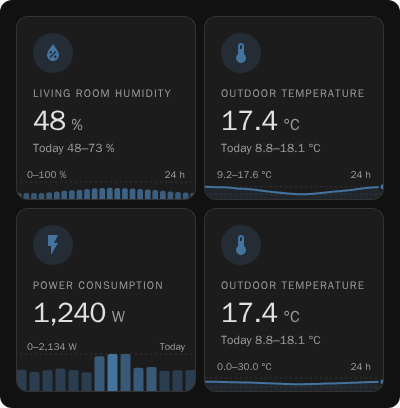 LIVING ROOM HUMIDITY
48 %
Today 48–73 %
0–100 % 24 h
OUTDOOR TEMPERATURE
17.4 °C
Today 8.8–18.1 °C
9.2–17.6 °C 24 h
POWER CONSUMPTION
1,240 W
0–2,134 W Today
OUTDOOR TEMPERATURE
17.4 °C
Today 8.8–18.1 °C
0.0–30.0 °C 24 h